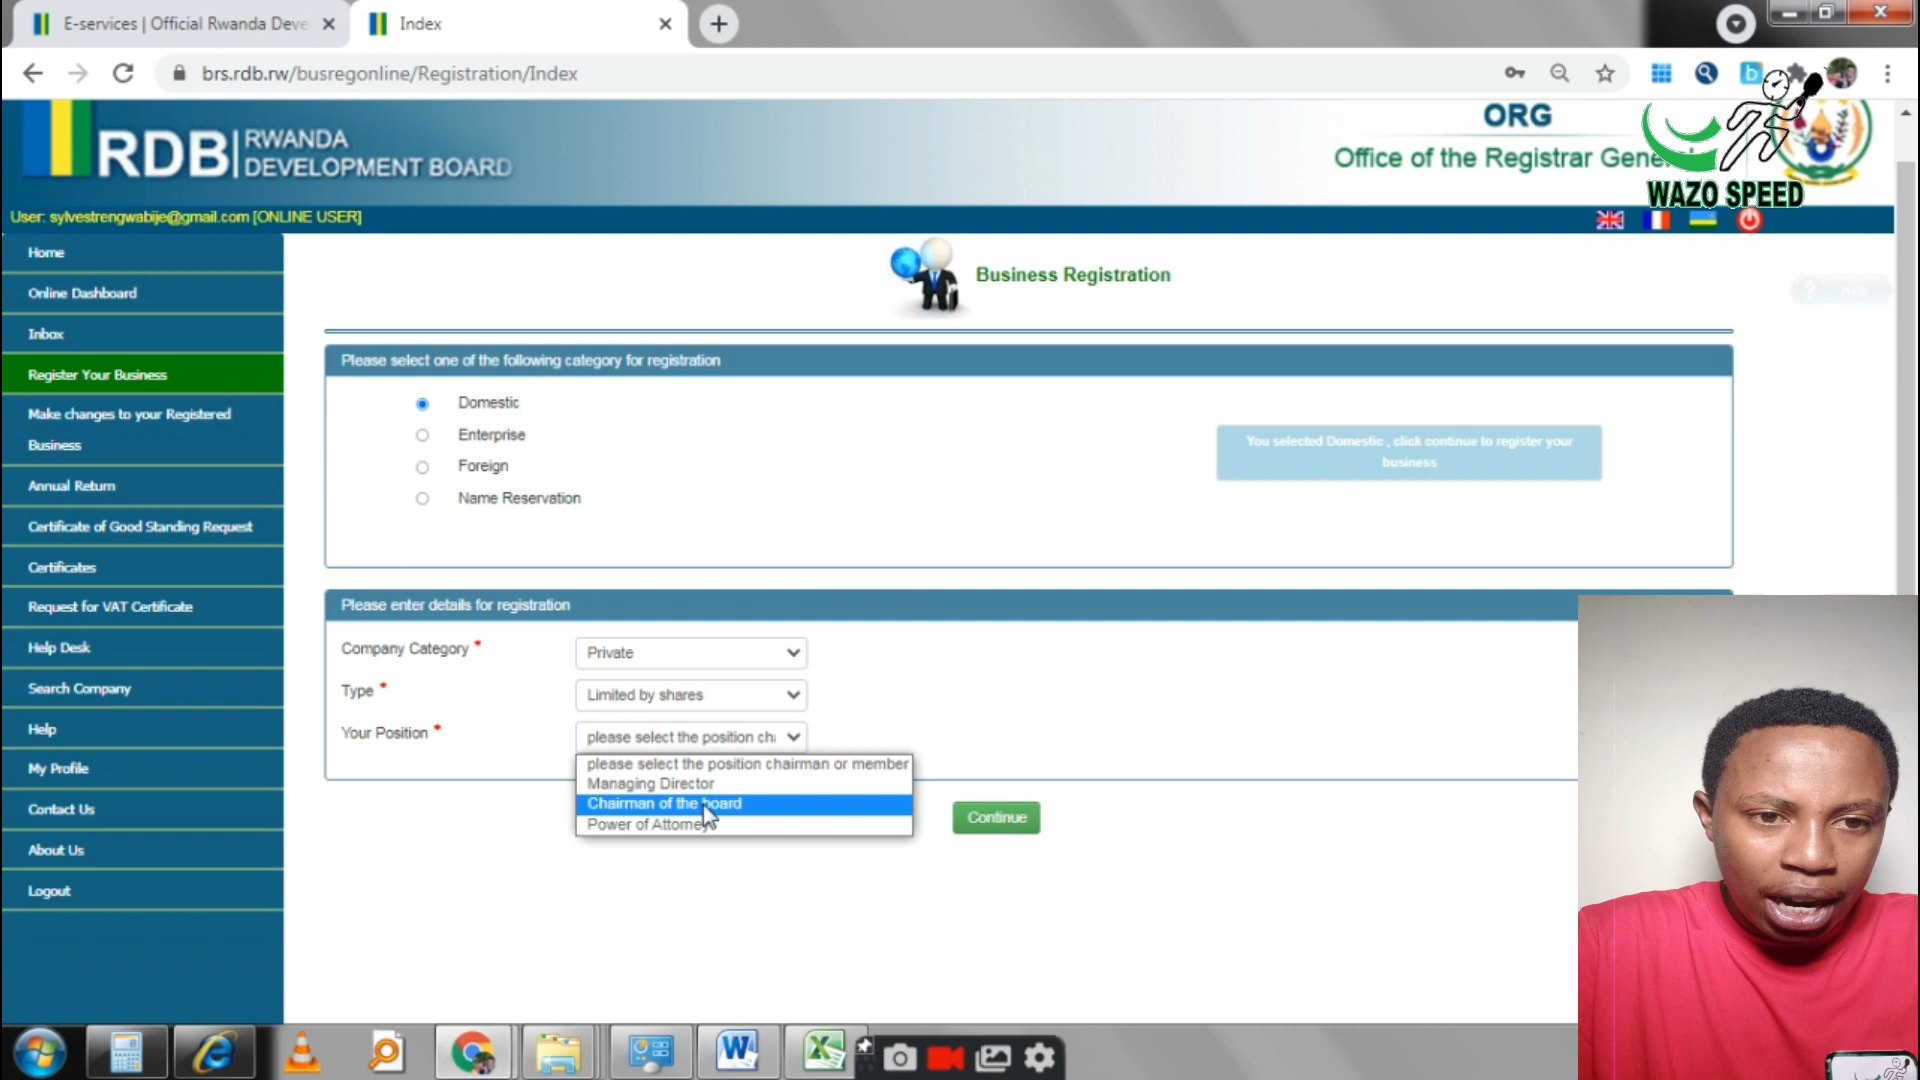 E-services | Official Rwanda Deve
Index
brs.rdb.rw/busregonline/Registration/Index
RDB
RWANDA
DEVELOPMENT BOARD
ORG
Office of the Registrar General
WAZO SPEED
User: sylvestrengwabije@gmail.com [ONLINE USER]
Home
Online Dashboard
Inbox
Register Your Business
Make changes to your Registered
Business
Annual Return
Certificate of Good Standing Request
Certificates
Request for VAT Certificate
Help Desk
Search Company
Help
My Profile
Contact Us
About Us
Logout
Business Registration
Please select one of the following category for registration
Domestic
Enterprise
Foreign
Name Reservation
You selected Domestic , click continue to register your
business
Please enter details for registration
Company Category *
Private
Type *
Limited by shares
Your Position *
please select the position cha
please select the position chairman or member
Managing Director
Chairman of the board
Power of Attorney
Continue